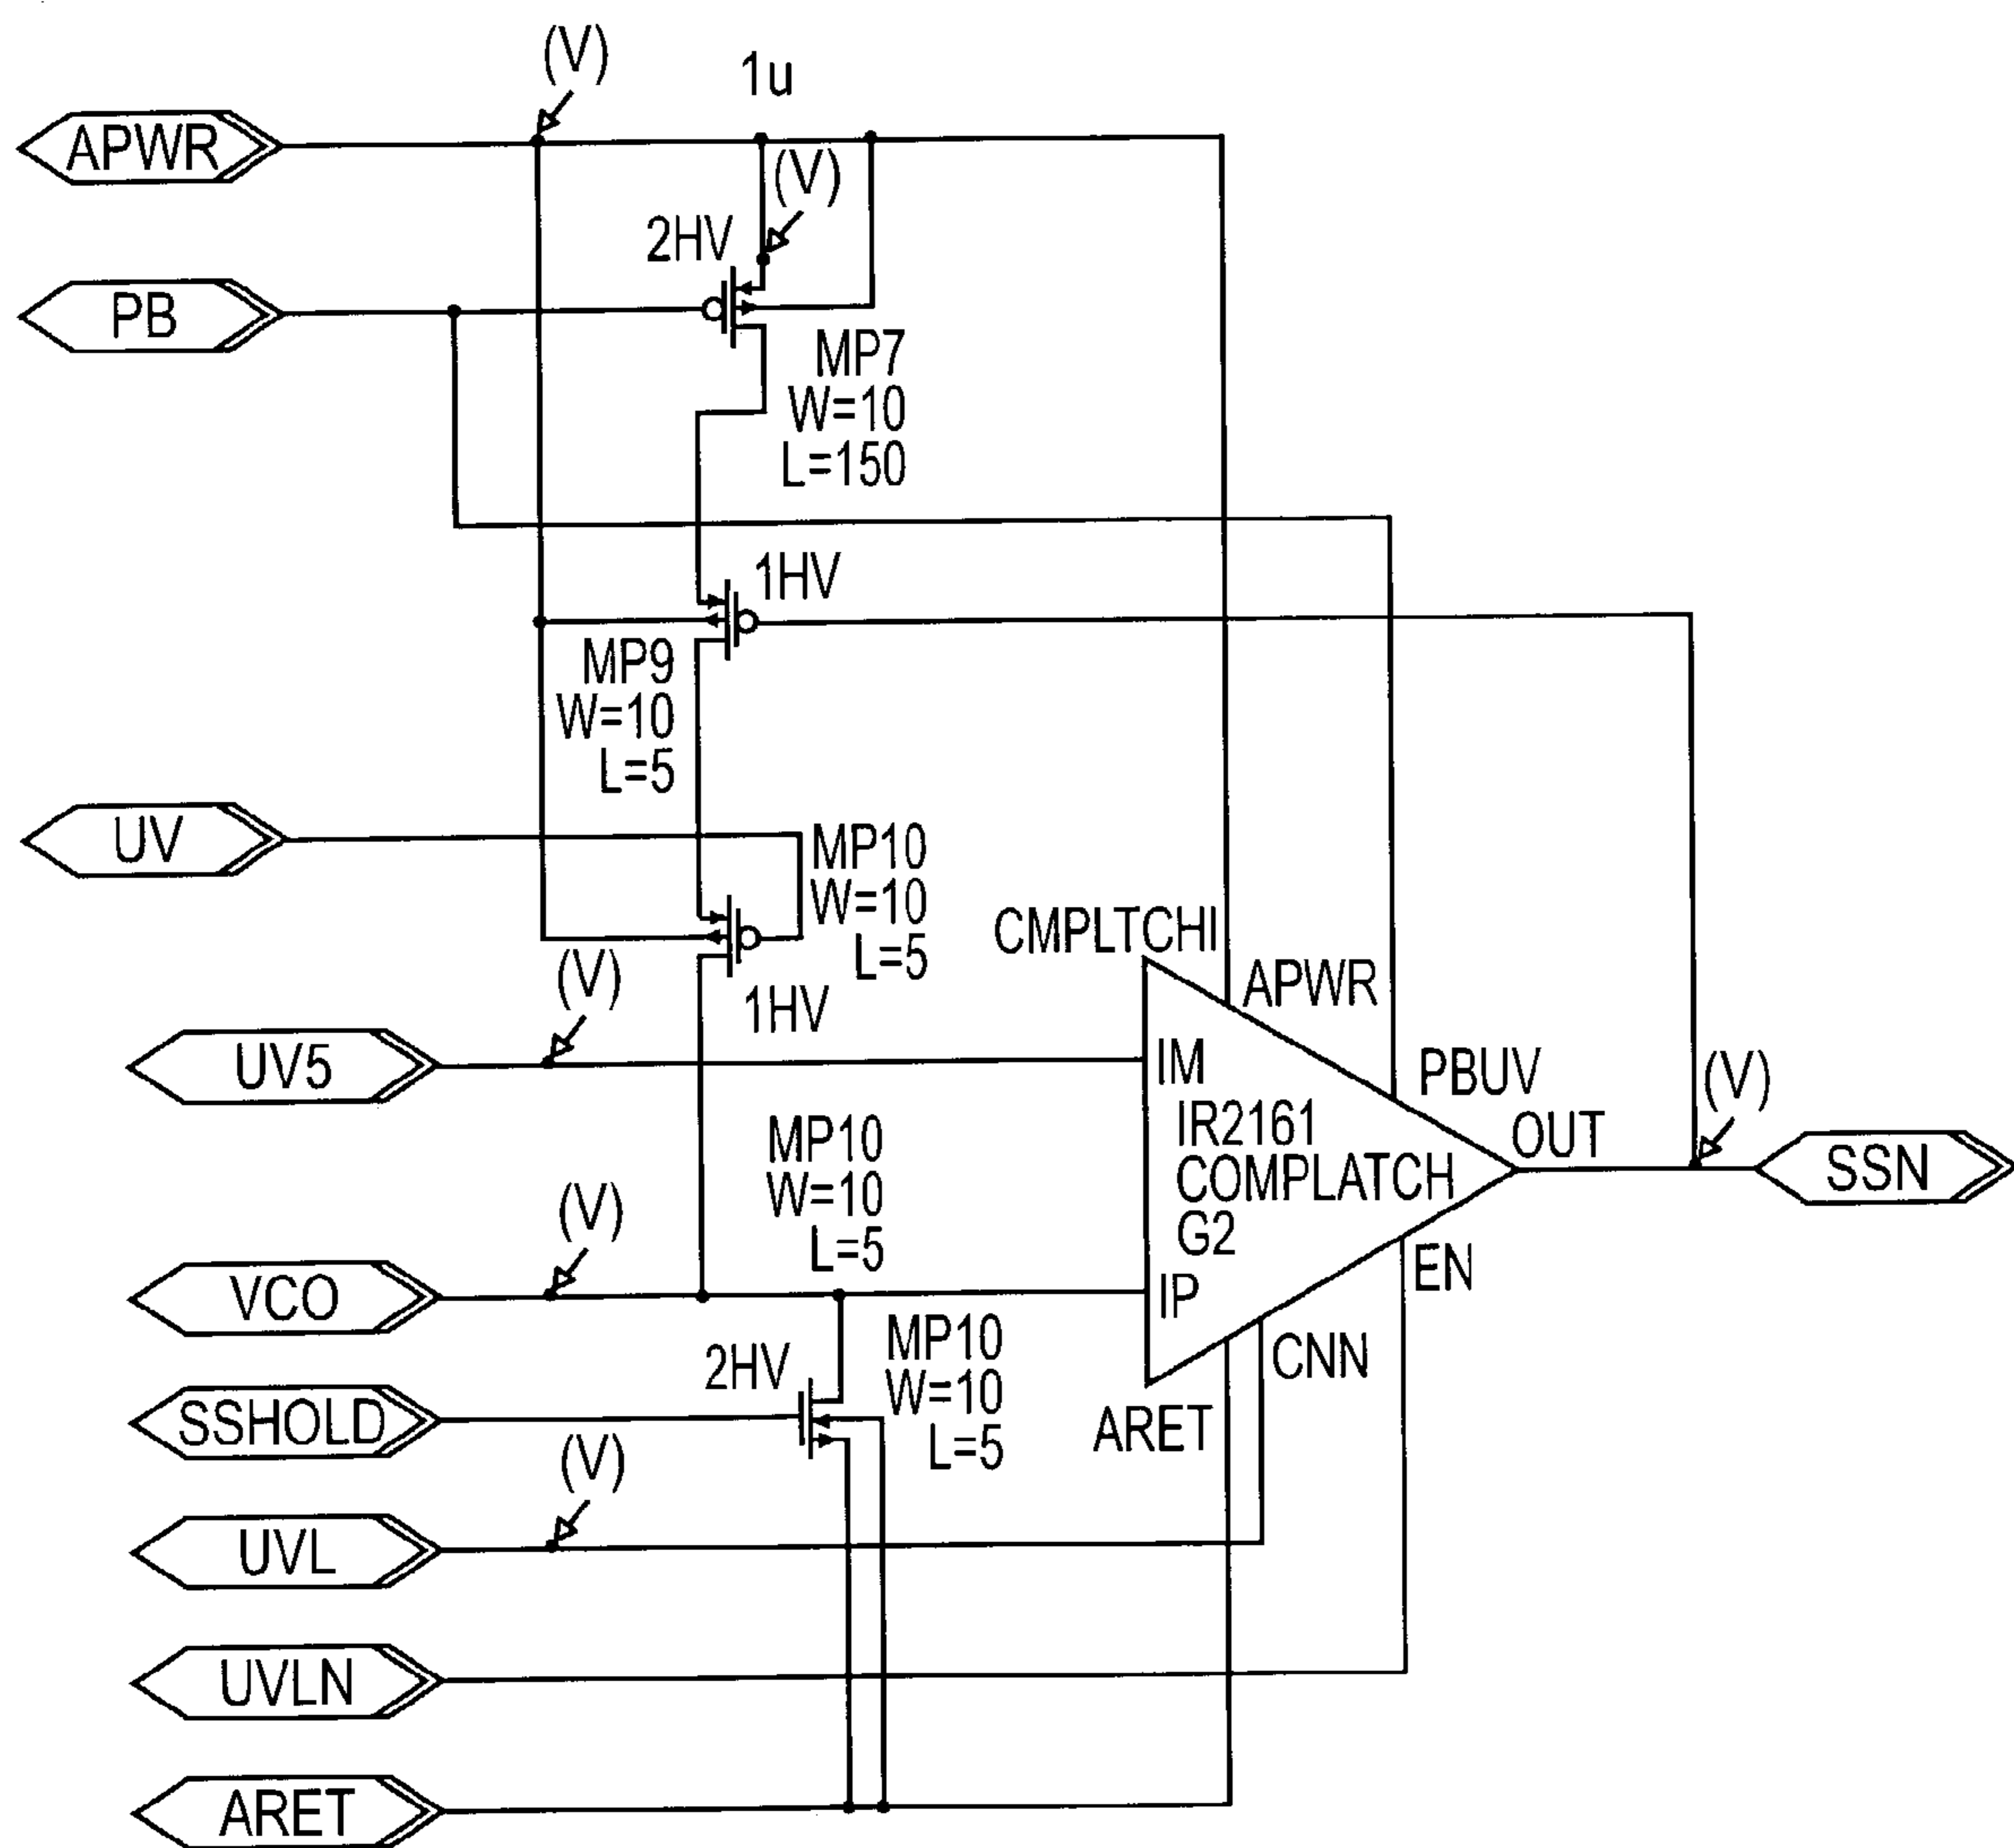 (V)
1u
APWR
(V)
2HV
PB
MP7
W=10
L=150
1HV
MP9
W=10
L=5
UV
MP10
W=10
L=5
1HV
CMPLTCHI
APWR
(V)
UV5
IM
PBUV
IR2161
COMPLATCH
G2
OUT
(V)
SSN
MP10
W=10
L=5
(V)
VCO
IP
EN
CNN
2HV
MP10
W=10
L=5
ARET
SSHOLD
(V)
UVL
UVLN
ARET